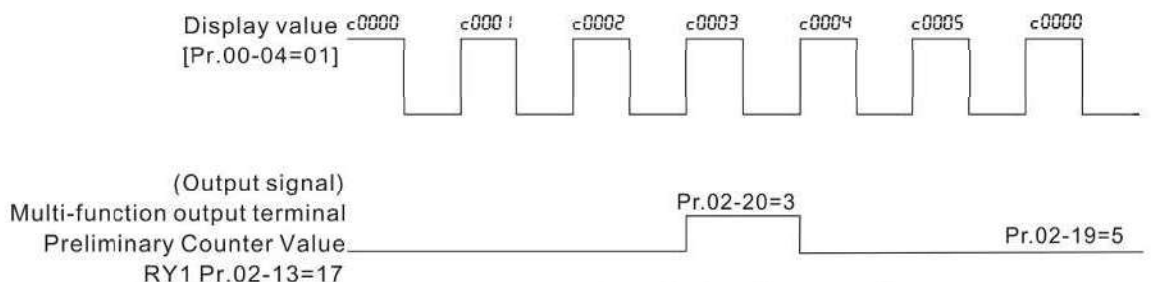 Display value c0000 c0001 c0002 c0003 c0004 c0005 c0000
[Pr.00-04=01]
(Output signal)
Multi-function output terminal
Pr.02-20=3
Preliminary Counter Value
Pr.02-19=5
RY1 Pr.02-13=17